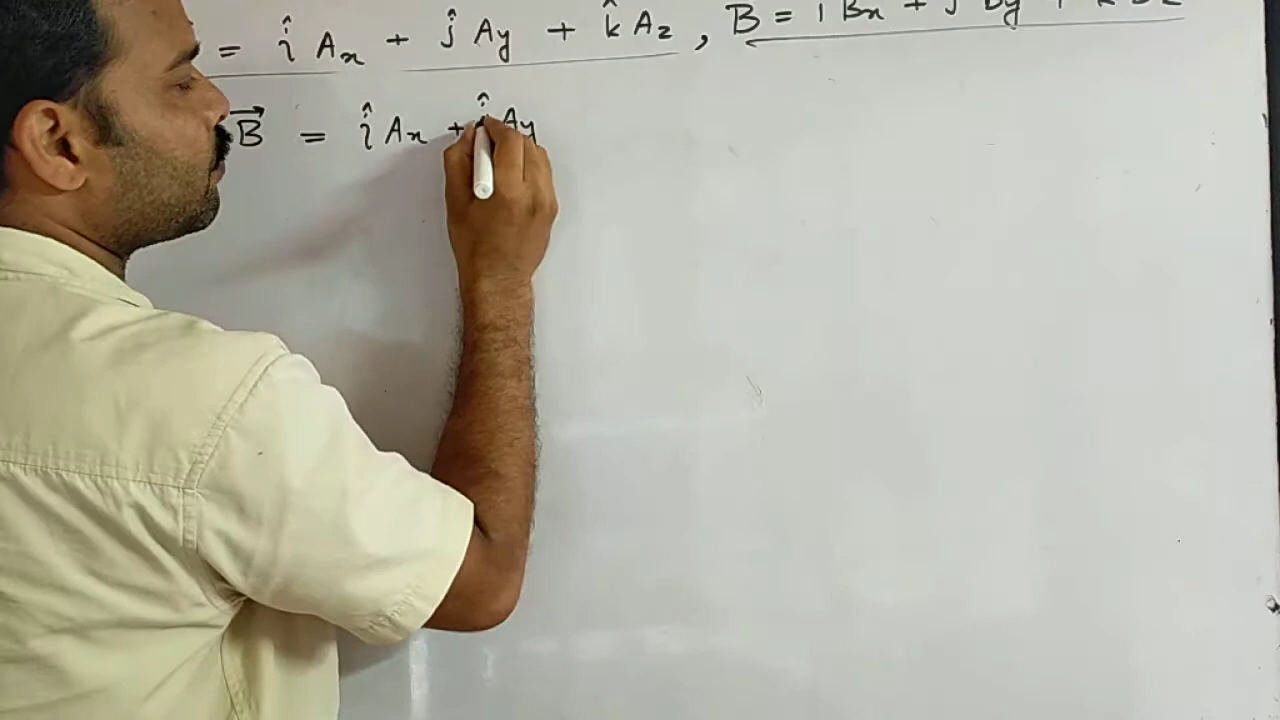 = î Ax + ĵ Ay + k̂ Az , B = î Bx + ĵ By + k̂ Bz
B⃗ = î Ax + ĵ Ay